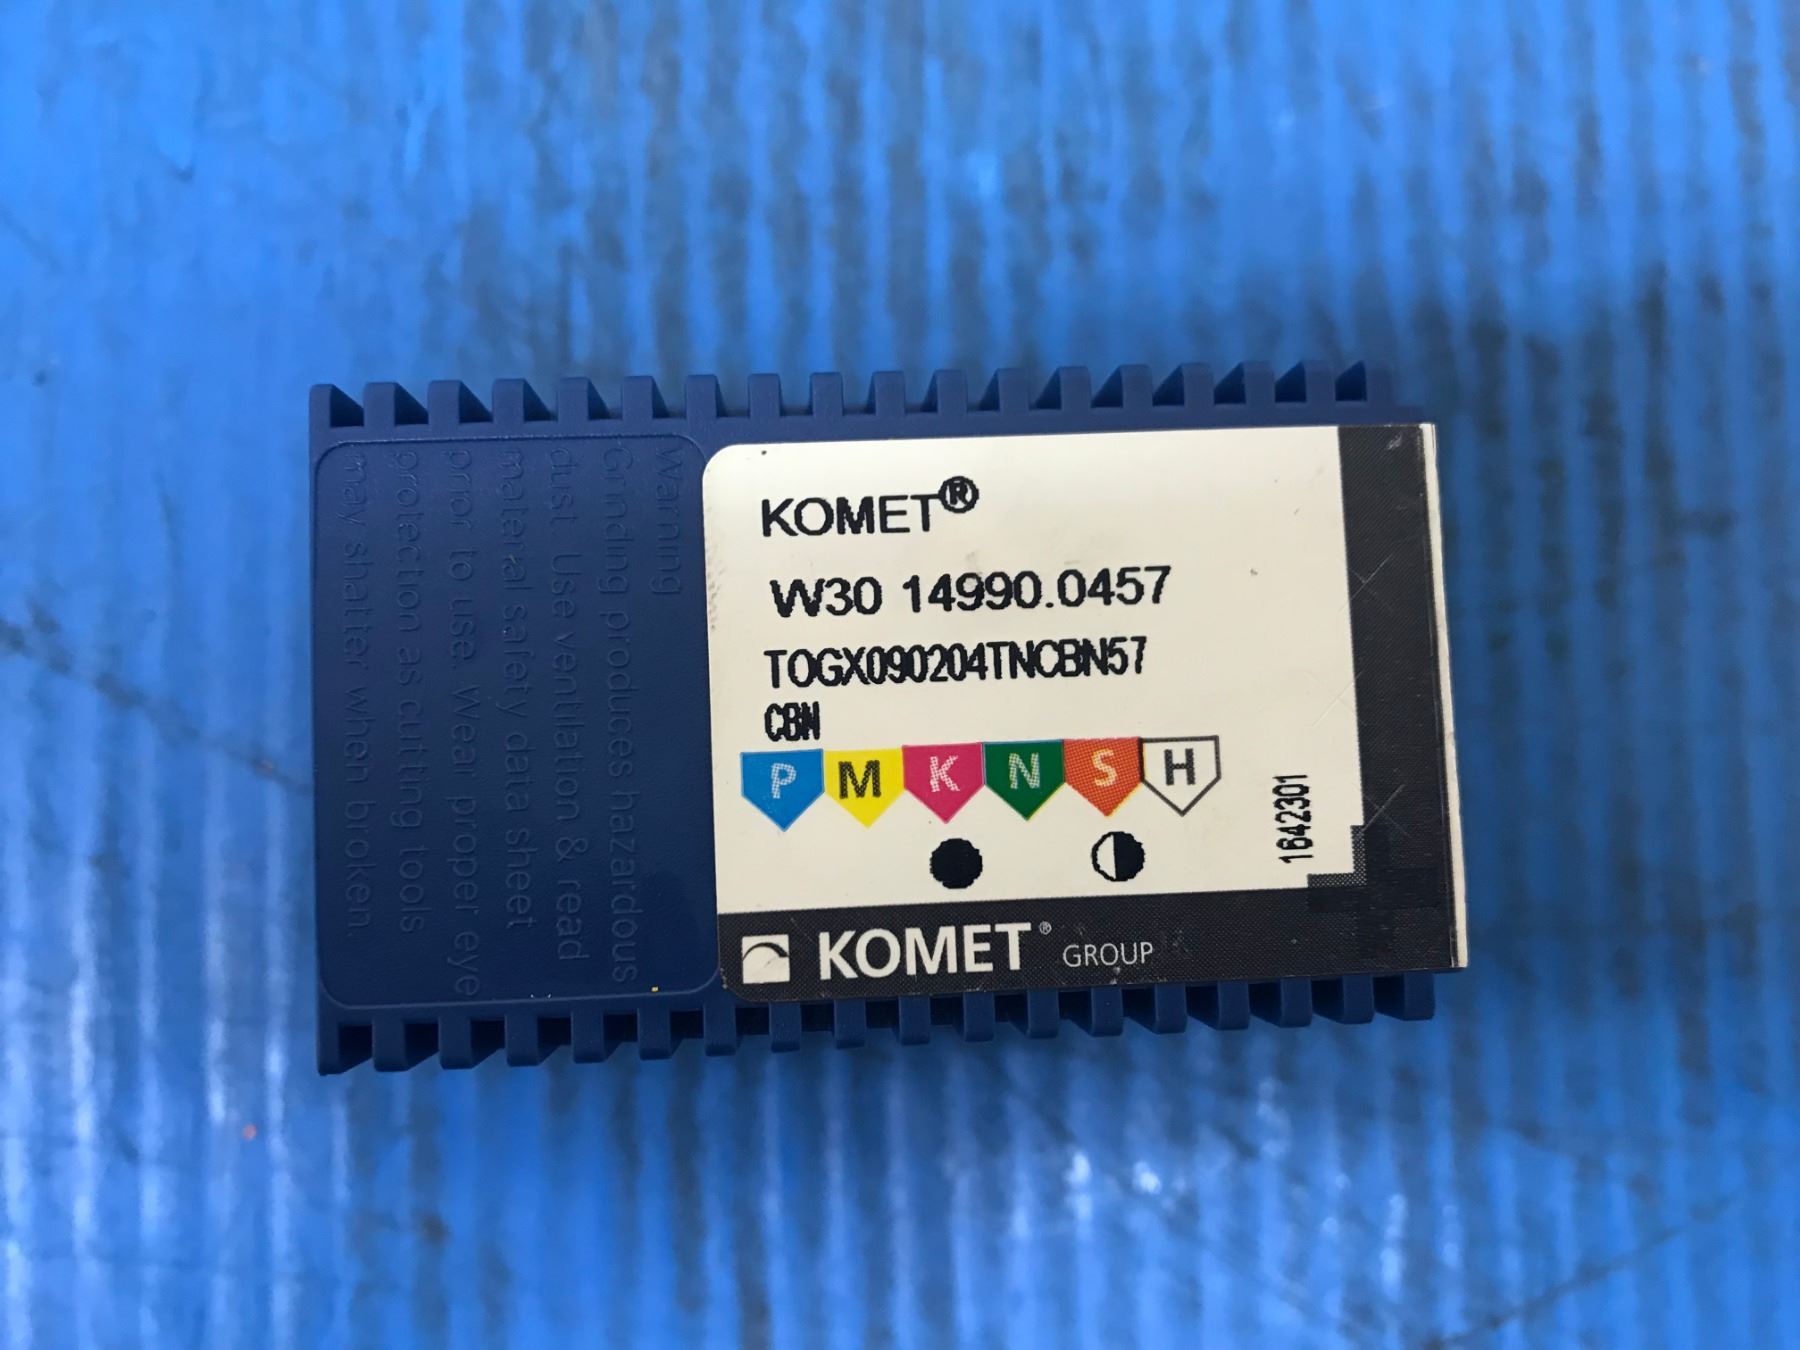 Warning
Grinding produces hazardous
dust. Use ventilation & read
material safety data sheet
prior to use. Wear proper eye
protection as cutting tools
may shatter when broken.
KOMET®
W30 14990.0457
TOGX090204TNCBN57
CBN
P M K N S H
1642301
KOMET® GROUP